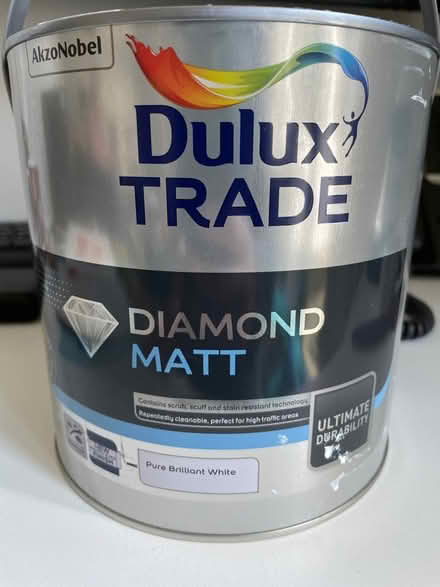 AkzoNobel
Dulux
TRADE
DIAMOND
MATT
Contains scrub, scuff and stain resistant technology
Repeatedly cleanable, perfect for high traffic areas
ULTIMATE
DURABILITY
Pure Brilliant White